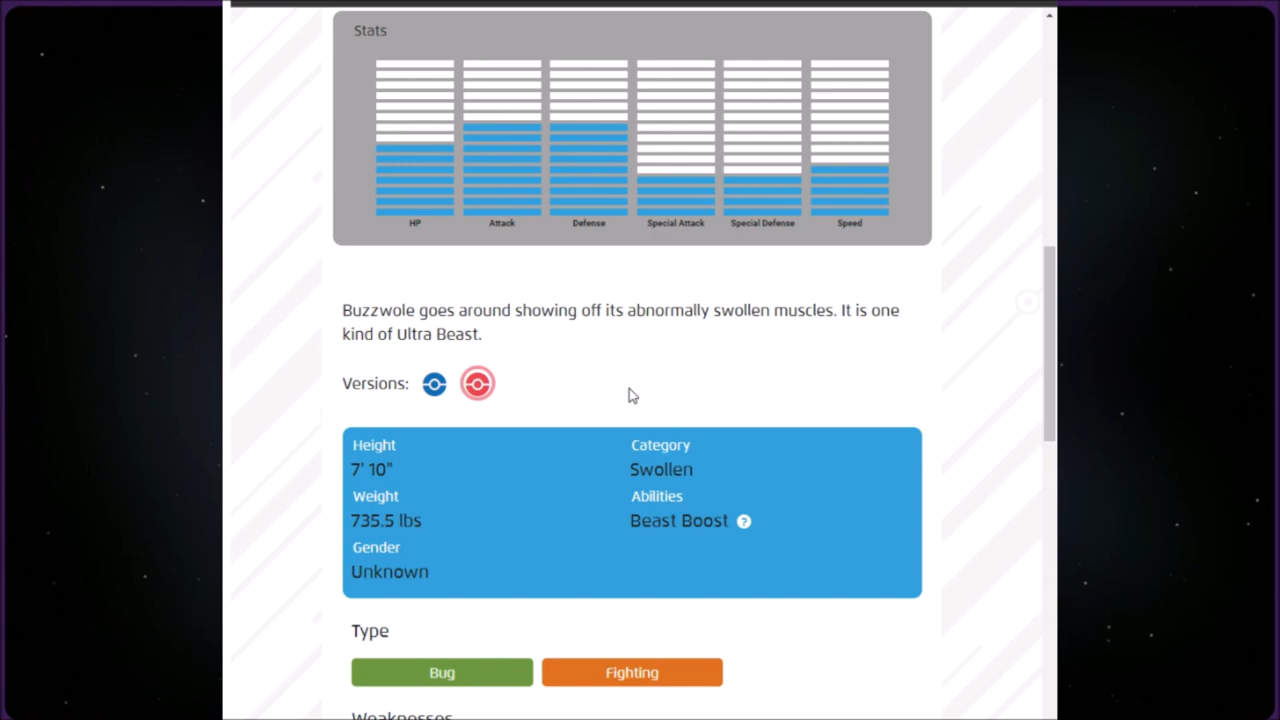 Stats
HP Attack Defense Special Attack Special Defense Speed
Buzzwole goes around showing off its abnormally swollen muscles. It is one
kind of Ultra Beast.
Versions:
Height
7' 10"
Category
Swollen
Weight
735.5 lbs
Abilities
Beast Boost ?
Gender
Unknown
Type
Bug Fighting
Weaknesses